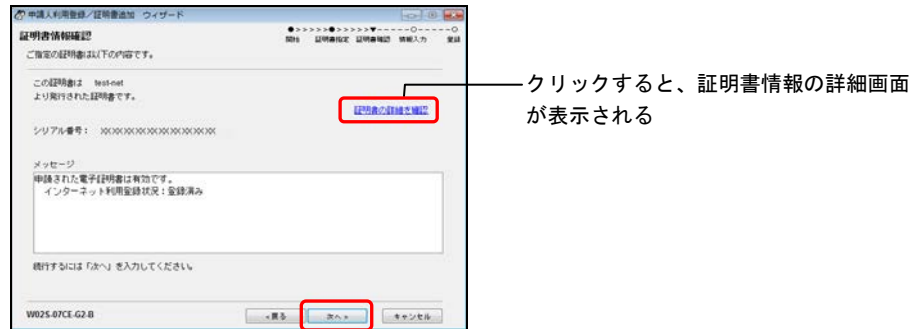 申請人利用登録／証明書追加 ウィザード
証明書情報確認
●>>>>>●>>>>>▼-----○-----○
開始 証明書指定 証明書確認 情報入力 登録
ご指定の証明書は以下の内容です。
この証明書は test-net
より発行された証明書です。
証明書の詳細を確認
クリックすると、証明書情報の詳細画面
が表示される
シリアル番号：
メッセージ
申請された電子証明書は有効です。
インターネット利用登録状況：登録済み
続行するには「次へ」を入力してください。
W02S-07CE-G2-B
<戻る
次へ>
キャンセル